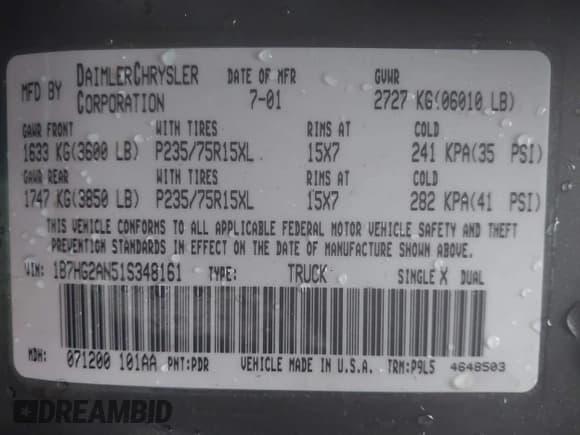 MFD BY DAIMLERCHRYSLER CORPORATION DATE OF MFR 7-01 GVWR 2727 KG(06010 LB)
GAWR FRONT WITH TIRES RIMS AT COLD
1633 KG(3600 LB) P235/75R15XL 15X7 241 KPA(35 PSI)
GAWR REAR WITH TIRES RIMS AT COLD
1747 KG(3850 LB) P235/75R15XL 15X7 282 KPA(41 PSI)
THIS VEHICLE CONFORMS TO ALL APPLICABLE FEDERAL MOTOR VEHICLE SAFETY AND THEFT
PREVENTION STANDARDS IN EFFECT ON THE DATE OF MANUFACTURE SHOWN ABOVE.
VIN: 1B7HG2AN51S348161 TYPE: TRUCK SINGLE X DUAL
MDH: 071200 101AA PNT:PDR VEHICLE MADE IN U.S.A. TRM:P9L5 4648503
DREAMBID